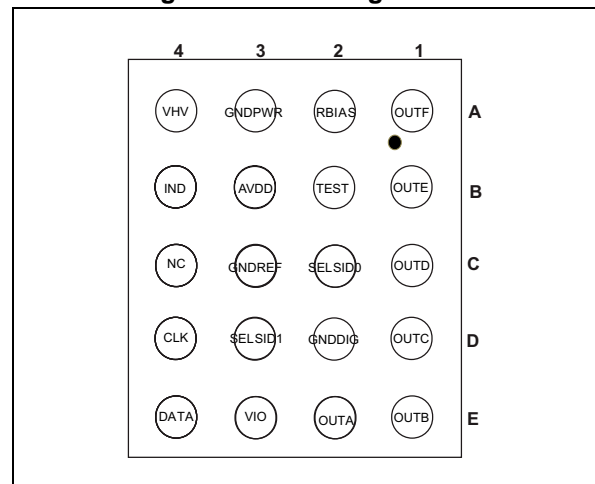 4 3 2 1
VHV GNDPWR RBIAS OUTF A
IND AVDD TEST OUTE B
NC GNDREF SELSID0 OUTD C
CLK SELSID1 GNDDIG OUTC D
DATA VIO OUTA OUTB E